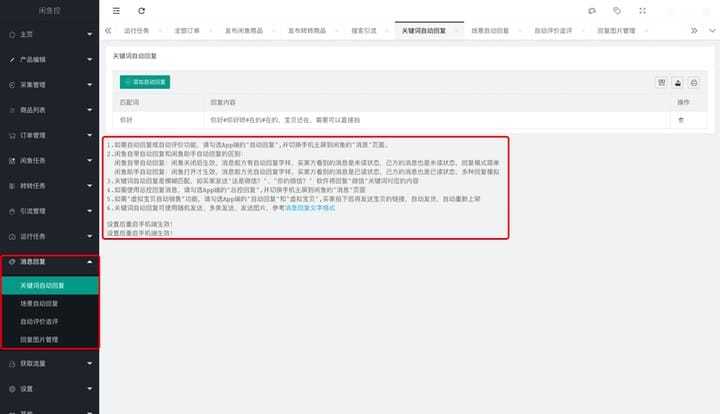 闲鱼控
主页
产品编辑
采集管理
商品列表
订单管理
闲鱼任务
转转任务
引流管理
运行任务
消息回复
关键词自动回复
场景自动回复
自动评价追评
回复图片管理
获取流量
设置
其他
运行任务
全部订单
发布闲鱼商品
发布转转商品
搜索引流
关键词自动回复
场景自动回复
自动评价追评
回复图片管理
关键词自动回复
添加自动回复
匹配词
回复内容
操作
你好
你好#你好呀#在的#在的，宝贝还在，需要可以直接拍
1.如需自动回复或自动评价功能，请勾选App端的"自动回复",并切换手机主屏到闲鱼的"消息"页面。
2.闲鱼自带自动回复和闲鱼助手自动回复的区别：
闲鱼自带自动回复：闲鱼关闭后生效，消息前方有自动回复字样，买家方看到的消息是未读状态，己方的消息也是未读状态，回复模式简单
闲鱼助手自动回复：闲鱼打开才生效，消息前方无自动回复字样，买家方看到的消息是已读状态，己方的消息也是已读状态，多种回复模拟
3.关键词自动回复是模糊匹配，如买家发送"法是微信？"，"你的微信？"软件将回复"微信"关键词对应的内容
4.如需使用总控回复消息，请勾选App端的"总控回复",并切换手机主屏到闲鱼的"消息"页面
5.如需"虚拟宝贝自动销售"功能，请勾选App端的"自动回复"和"虚拟宝贝",买家拍下后将发送宝贝的链接，自动发货，自动重新上架
6.关键词自动回复可使用随机发送，多条发送，发送图片，参考消息回复文字格式
设置后重启手机端生效!
设置后重启手机端生效!